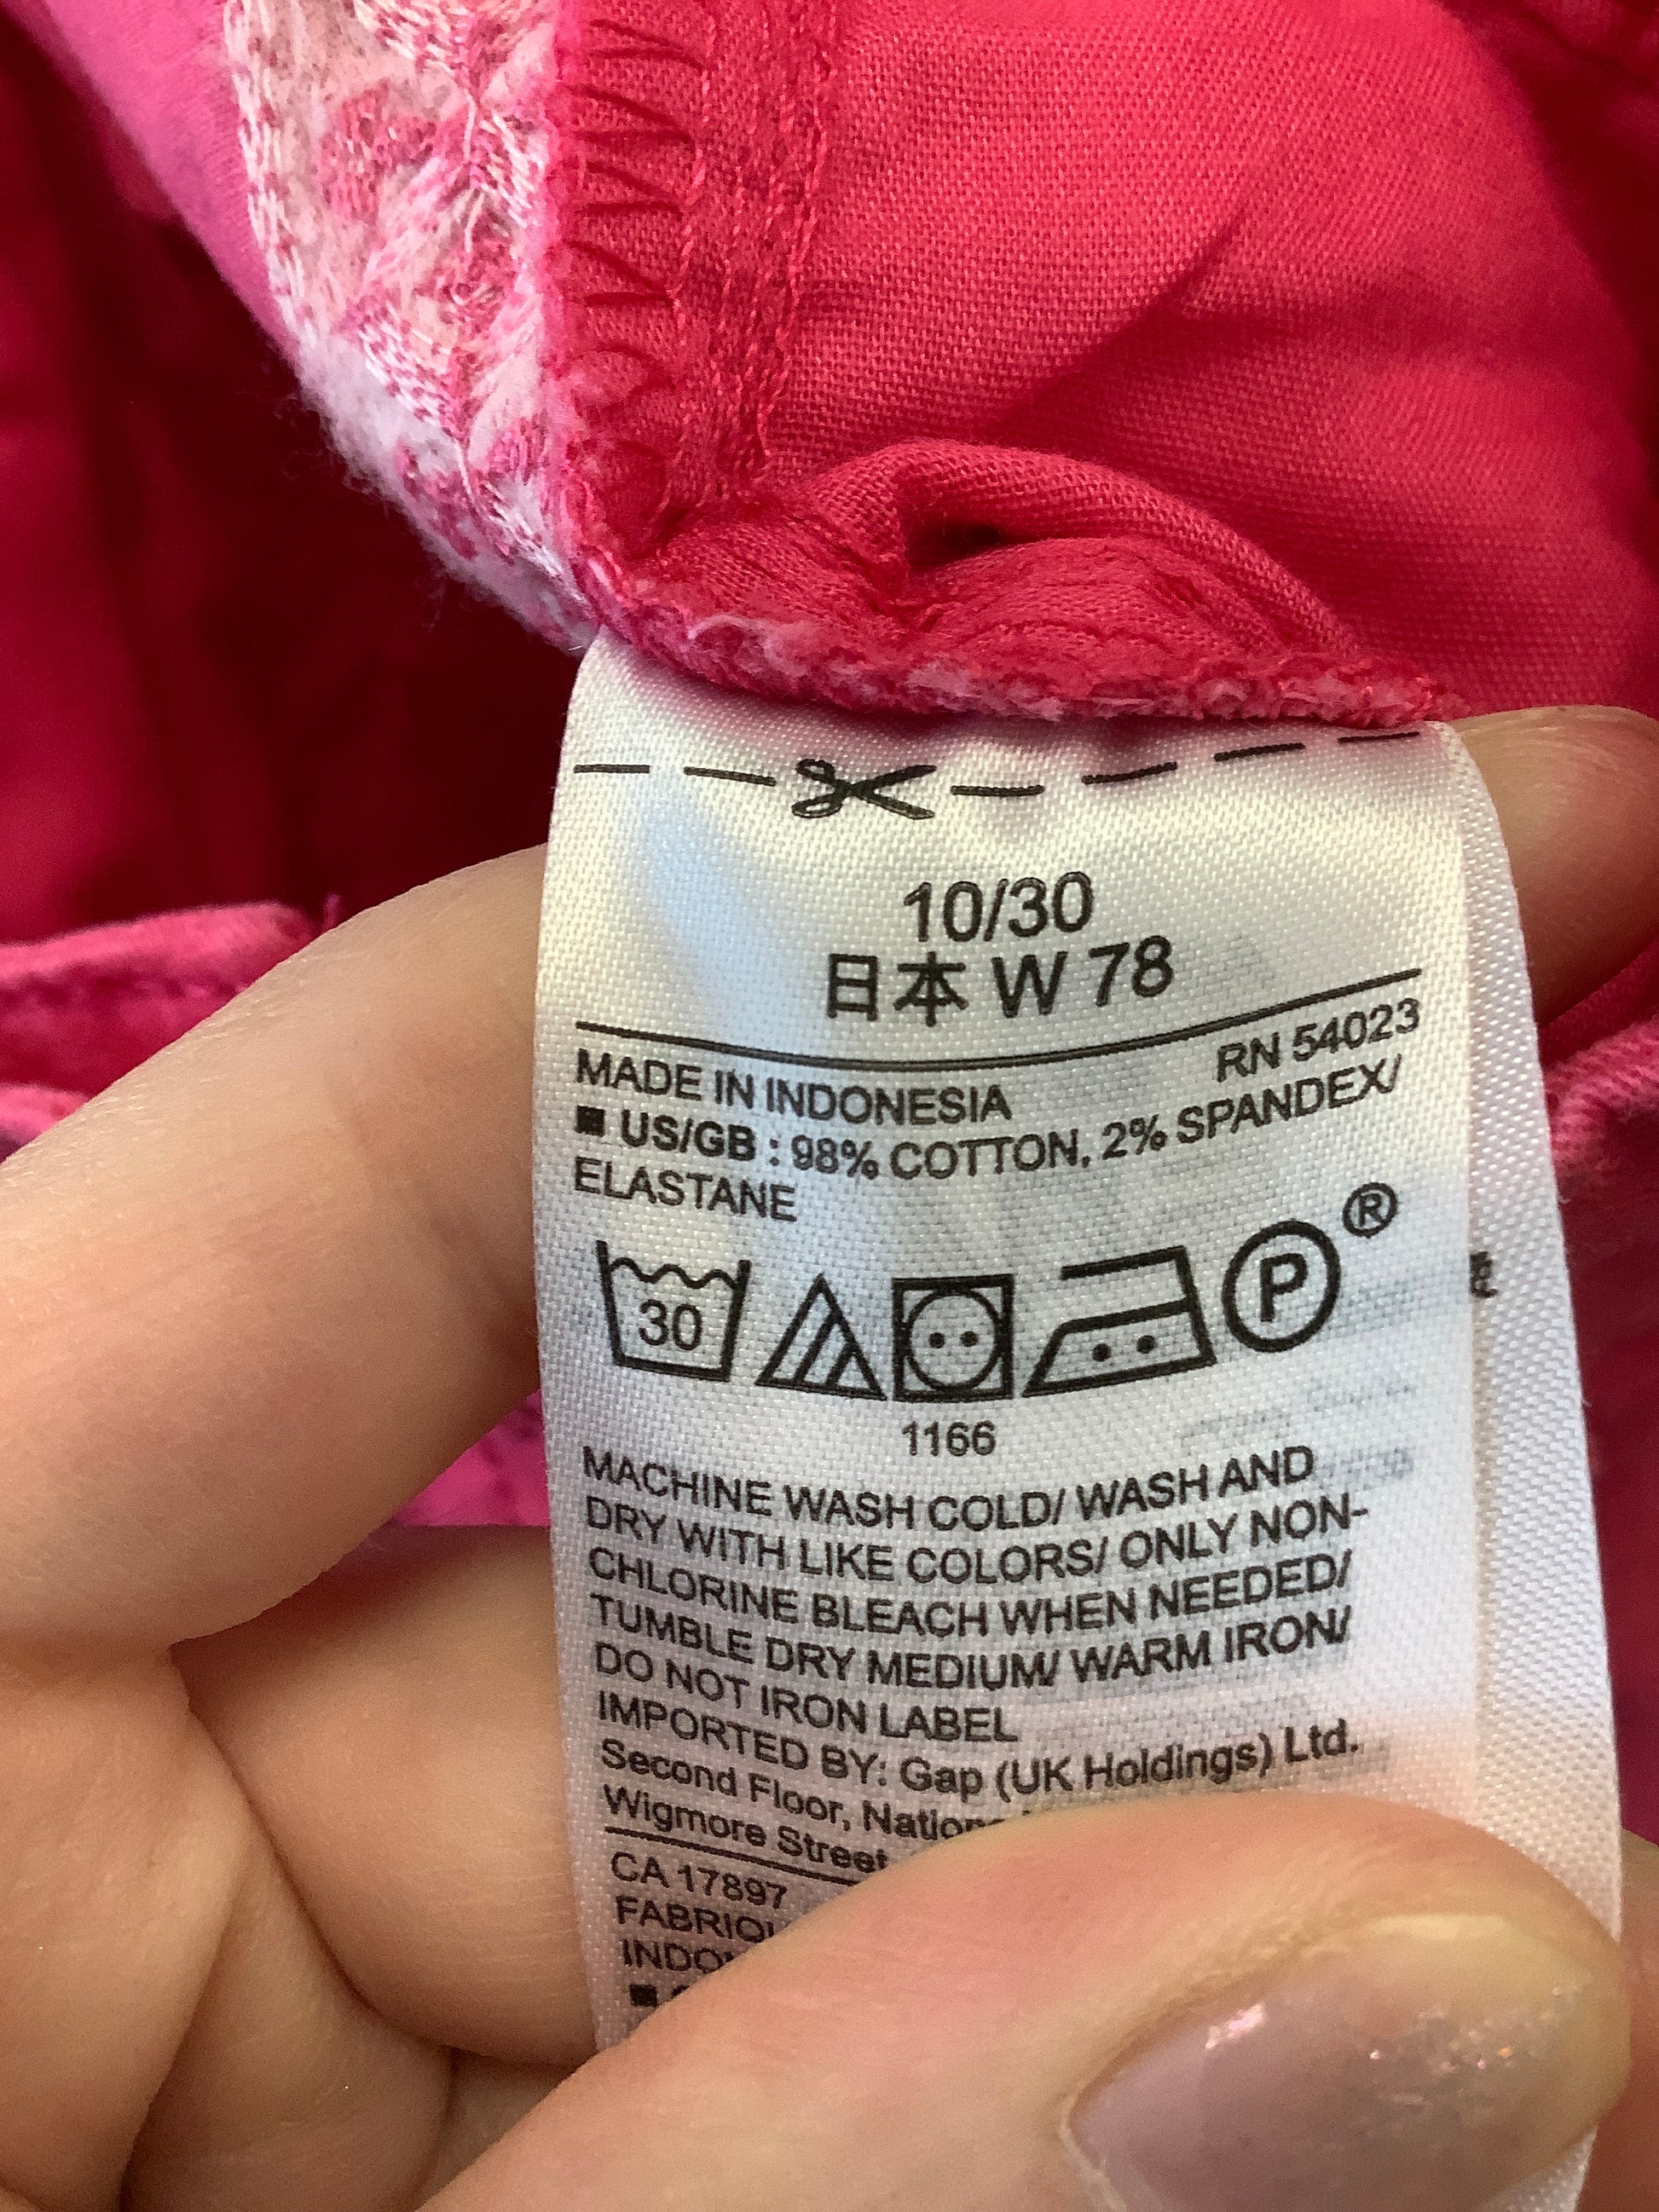 10/30
日本 W 78
RN 54023
MADE IN INDONESIA
■ US/GB : 98% COTTON, 2% SPANDEX/
ELASTANE
30
P ®
1166
MACHINE WASH COLD/ WASH AND
DRY WITH LIKE COLORS/ ONLY NON-
CHLORINE BLEACH WHEN NEEDED/
TUMBLE DRY MEDIUM/ WARM IRON/
DO NOT IRON LABEL
IMPORTED BY: Gap (UK Holdings) Ltd.
Second Floor,
Wigmore Street
CA 17897